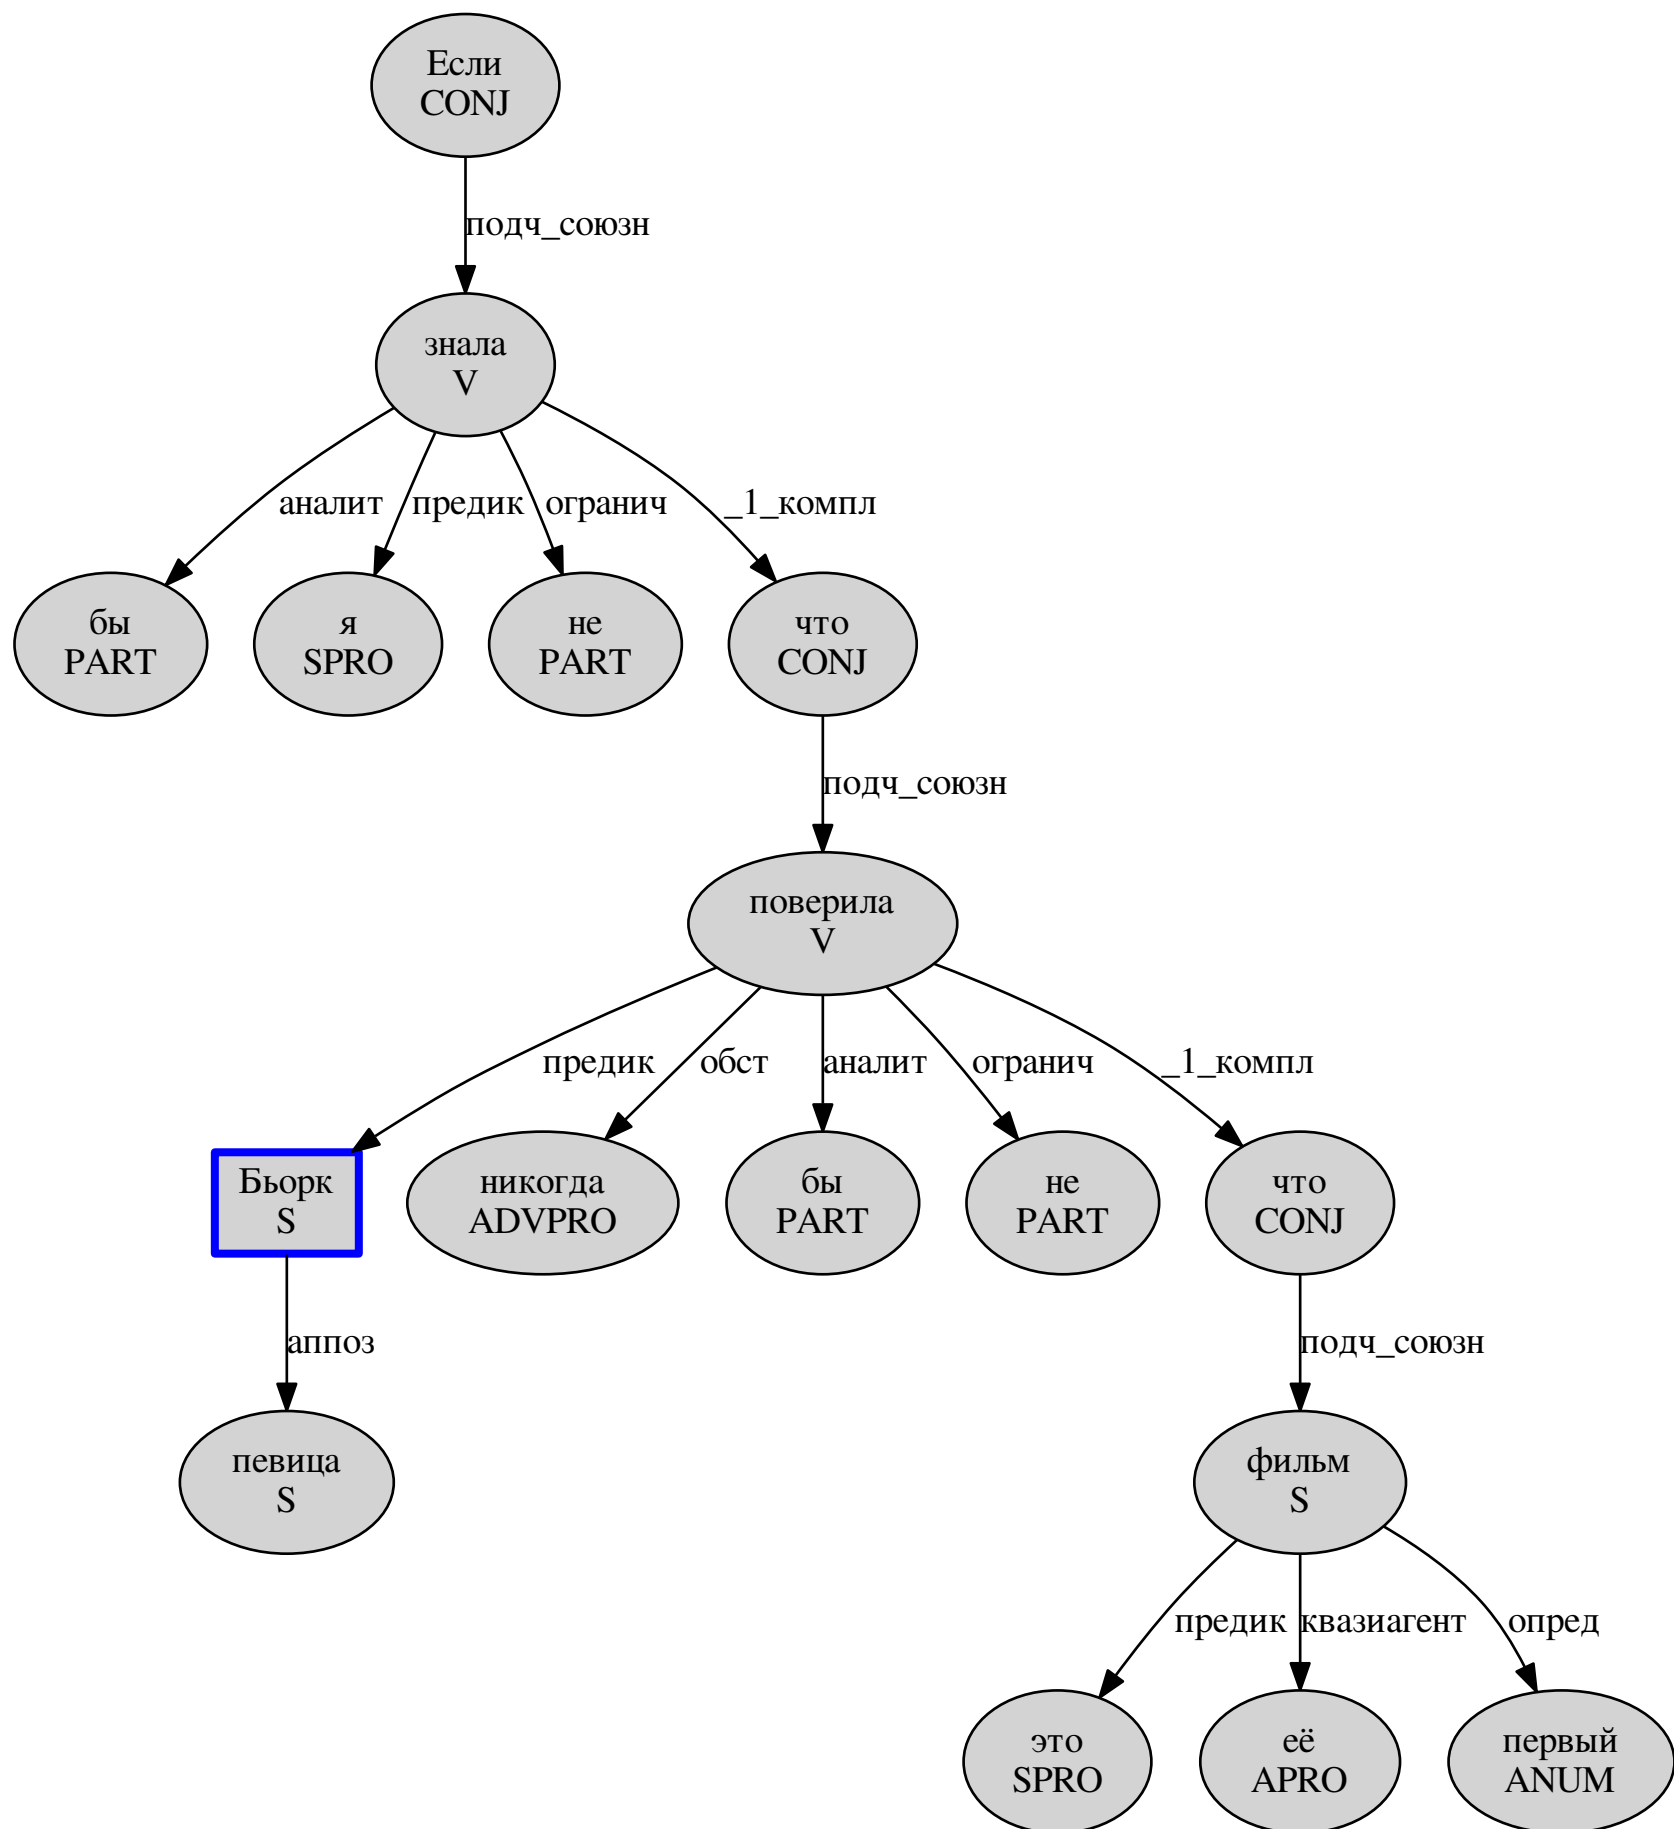 Если
CONJ
подч_союзн
знала
V
аналит
предик
огранич
_1_компл
бы
PART
я
SPRO
не
PART
что
CONJ
подч_союзн
поверила
V
предик
обст
аналит
огранич
_1_компл
Бьорк
S
никогда
ADVPRO
бы
PART
не
PART
что
CONJ
аппоз
подч_союзн
певица
S
фильм
S
предик
квазиагент
опред
это
SPRO
её
APRO
первый
ANUM